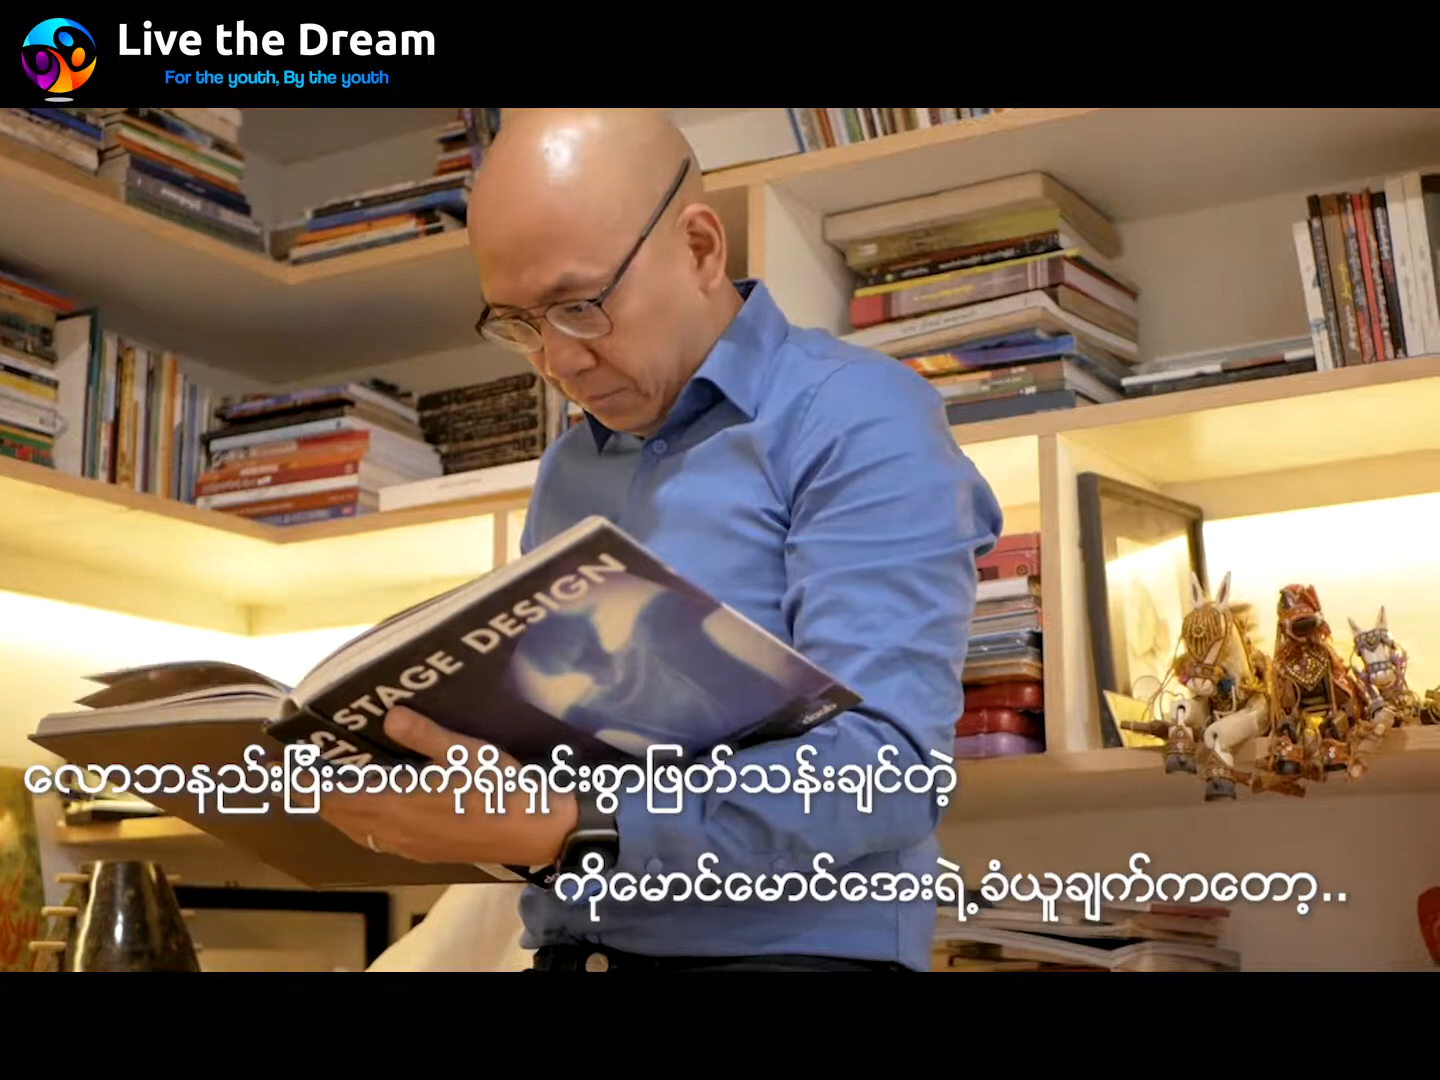 Live the Dream
For the youth, By the youth
STAGE DESIGN
လောဘနည်းပြီးဘဝကိုရိုးရှင်းစွာဖြတ်သန်းချင်တဲ့
ကိုမောင်မောင်အေးရဲ့ခံယူချက်ကတော့..